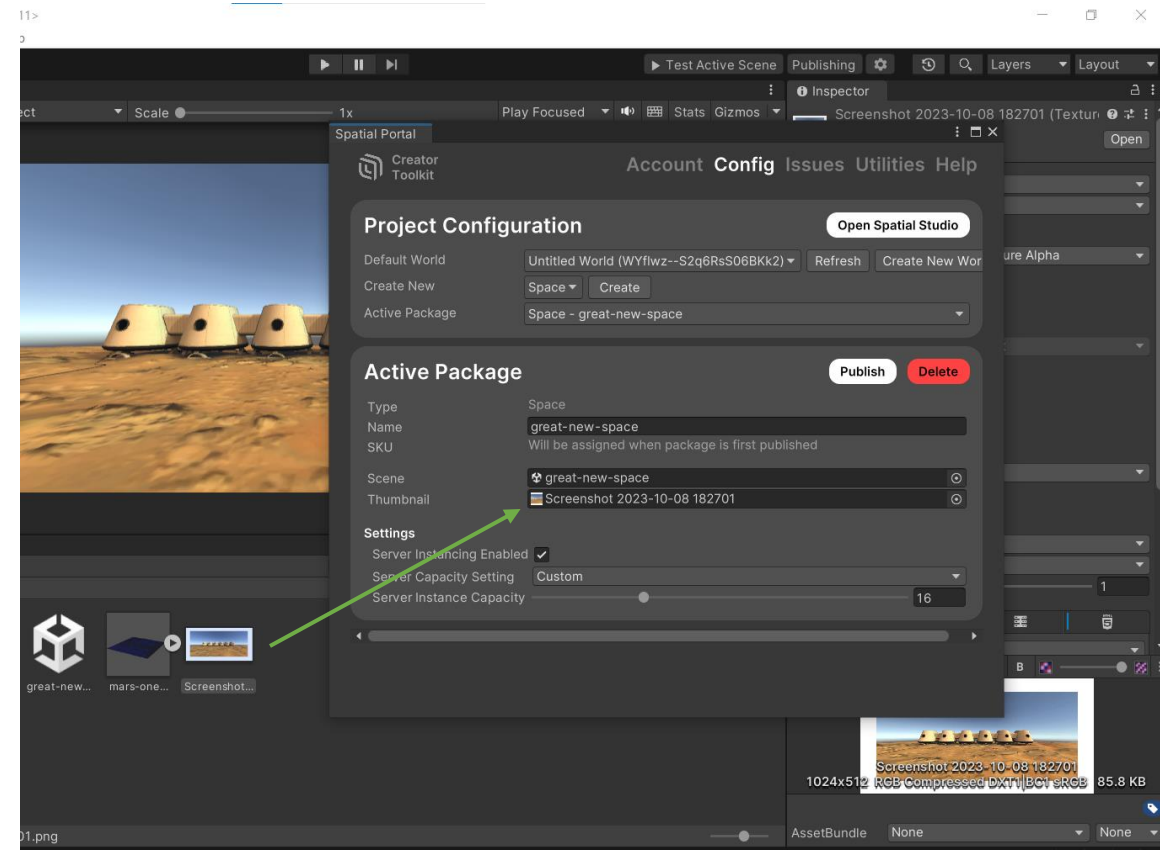 11>
Test Active Scene Publishing Layers Layout
Inspector
ect Scale 1x Play Focused Stats Gizmos
Screenshot 2023-10-08 182701 (Textur
Open
Spatial Portal
Creator
Toolkit
Account Config Issues Utilities Help
Project Configuration
Open Spatial Studio
Default World Untitled World (WYflwz--S2q6RsS06BKk2) Refresh Create New Wor
ure Alpha
Create New Space Create
Active Package Space - great-new-space
Active Package
Publish Delete
Type Space
Name great-new-space
SKU Will be assigned when package is first published
Scene great-new-space
Thumbnail Screenshot 2023-10-08 182701
Settings
Server Instancing Enabled
Server Capacity Setting Custom
Server Instance Capacity 16
1
B
great-new... mars-one... Screenshot...
Screenshot 2023-10-08 182701
1024x512 RGB Compressed DXT1|BC1 sRGB 85.8 KB
AssetBundle None None
01.png